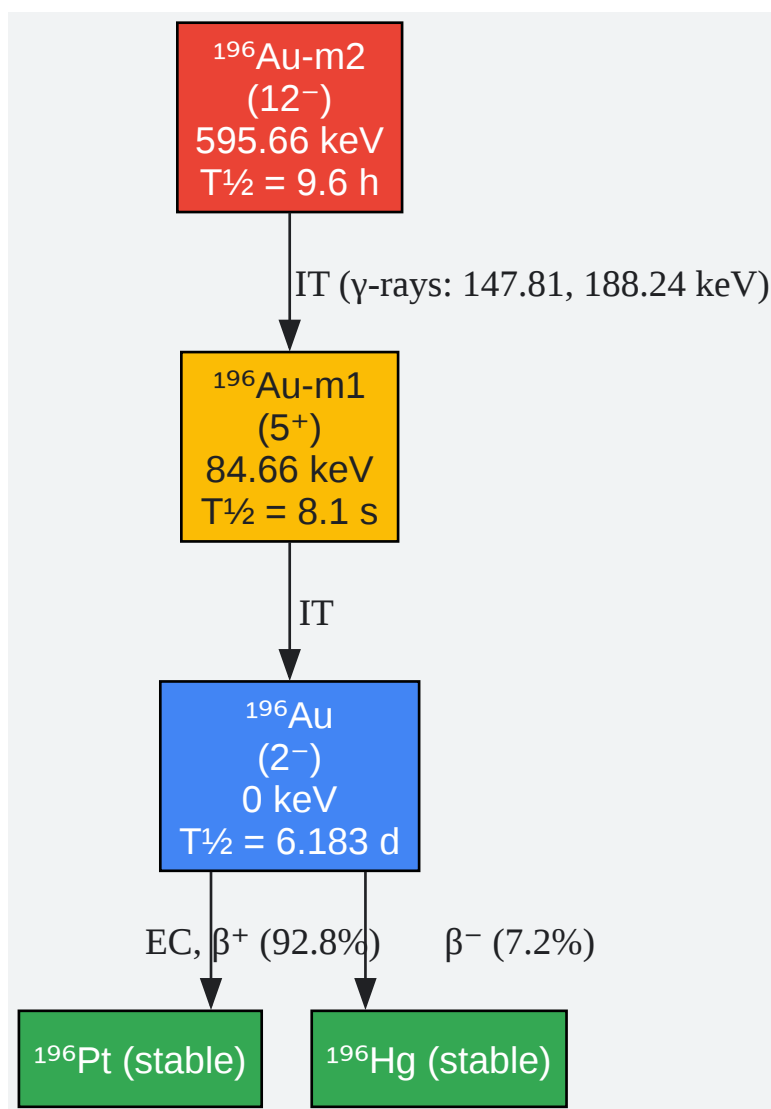 ¹⁹⁶Au-m2
(12⁻)
595.66 keV
T½ = 9.6 h
IT (γ-rays: 147.81, 188.24 keV)
¹⁹⁶Au-m1
(5⁺)
84.66 keV
T½ = 8.1 s
IT
¹⁹⁶Au
(2⁻)
0 keV
T½ = 6.183 d
EC, β⁺ (92.8%)
β⁻ (7.2%)
¹⁹⁶Pt (stable)
¹⁹⁶Hg (stable)